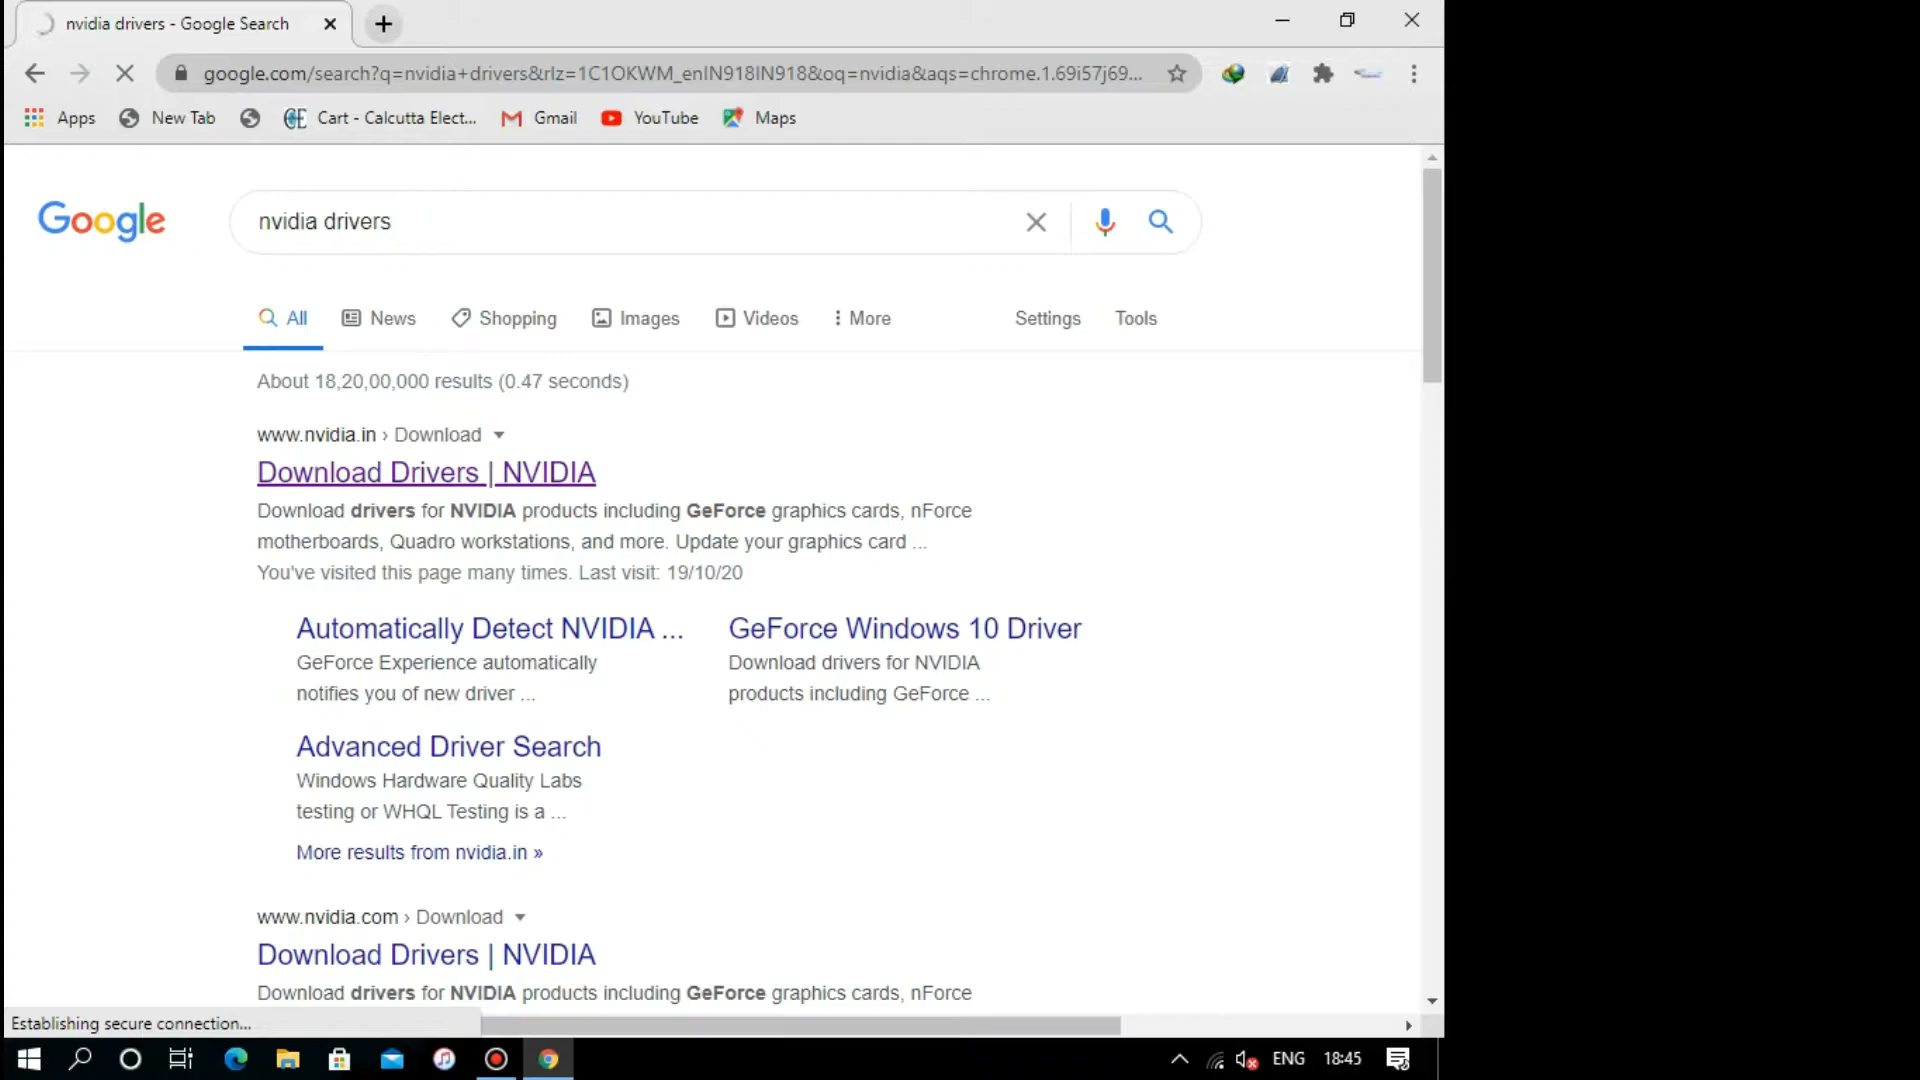 nvidia drivers - Google Search
google.com/search?q=nvidia+drivers&rlz=1C1OKWM_enIN918IN918&oq=nvidia&aqs=chrome.1.69i57j69...
Apps New Tab Cart - Calcutta Elect... Gmail YouTube Maps
Google nvidia drivers
All News Shopping Images Videos More Settings Tools
About 18,20,00,000 results (0.47 seconds)
www.nvidia.in › Download
Download Drivers | NVIDIA
Download drivers for NVIDIA products including GeForce graphics cards, nForce
motherboards, Quadro workstations, and more. Update your graphics card ...
You've visited this page many times. Last visit: 19/10/20
Automatically Detect NVIDIA ...
GeForce Experience automatically
notifies you of new driver ...
GeForce Windows 10 Driver
Download drivers for NVIDIA
products including GeForce ...
Advanced Driver Search
Windows Hardware Quality Labs
testing or WHQL Testing is a ...
More results from nvidia.in »
www.nvidia.com › Download
Download Drivers | NVIDIA
Download drivers for NVIDIA products including GeForce graphics cards, nForce
Establishing secure connection...
ENG 18:45